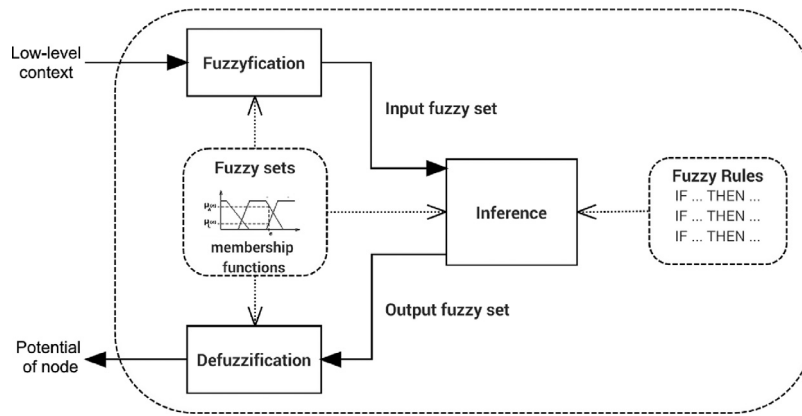 Low-level
context
Fuzzyfication
Input fuzzy set
Fuzzy sets
membership
functions
Inference
Fuzzy Rules
IF ... THEN ...
IF ... THEN ...
IF ... THEN ...
Output fuzzy set
Potential
of node
Defuzzification